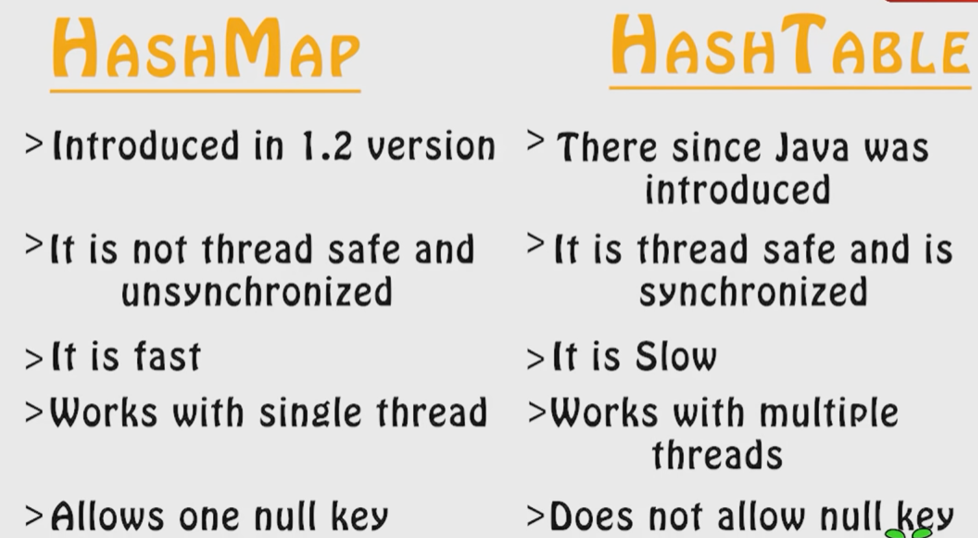 HashMap
> Introduced in 1.2 version
> It is not thread safe and
unsynchronized
> It is fast
> Works with single thread
> Allows one null key
HashTable
> There since Java was
introduced
> It is thread safe and is
synchronized
> It is Slow
> Works with multiple
threads
> Does not allow null key